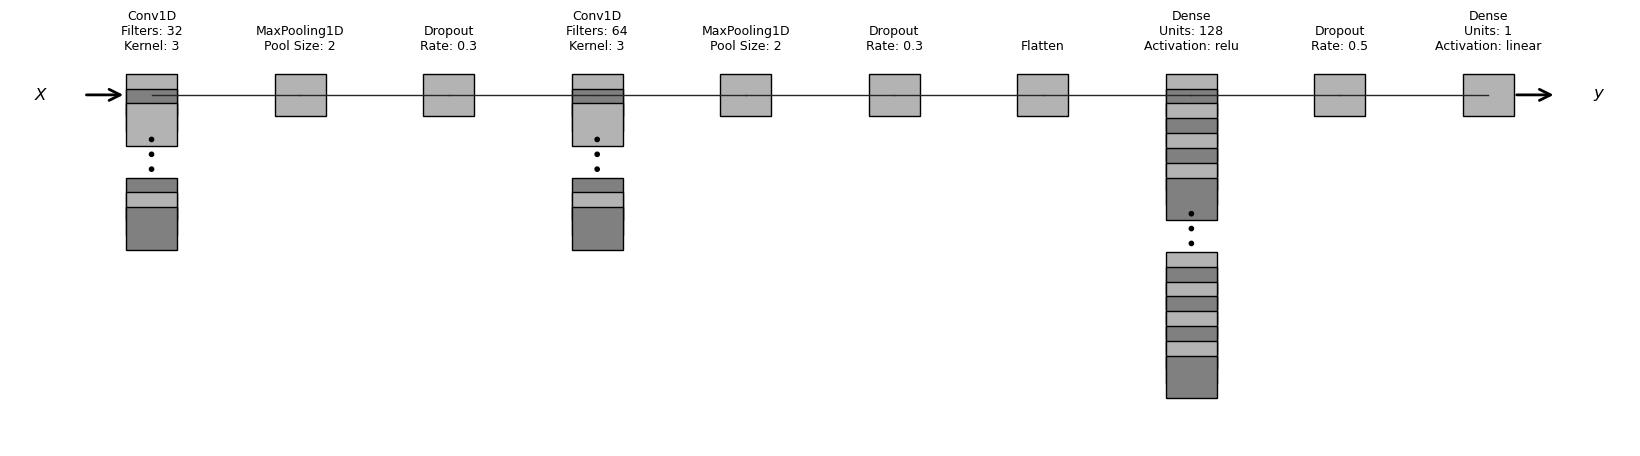 X
Conv1D
Filters: 32
Kernel: 3
MaxPooling1D
Pool Size: 2
Dropout
Rate: 0.3
Conv1D
Filters: 64
Kernel: 3
MaxPooling1D
Pool Size: 2
Dropout
Rate: 0.3
Flatten
Dense
Units: 128
Activation: relu
Dropout
Rate: 0.5
Dense
Units: 1
Activation: linear
y